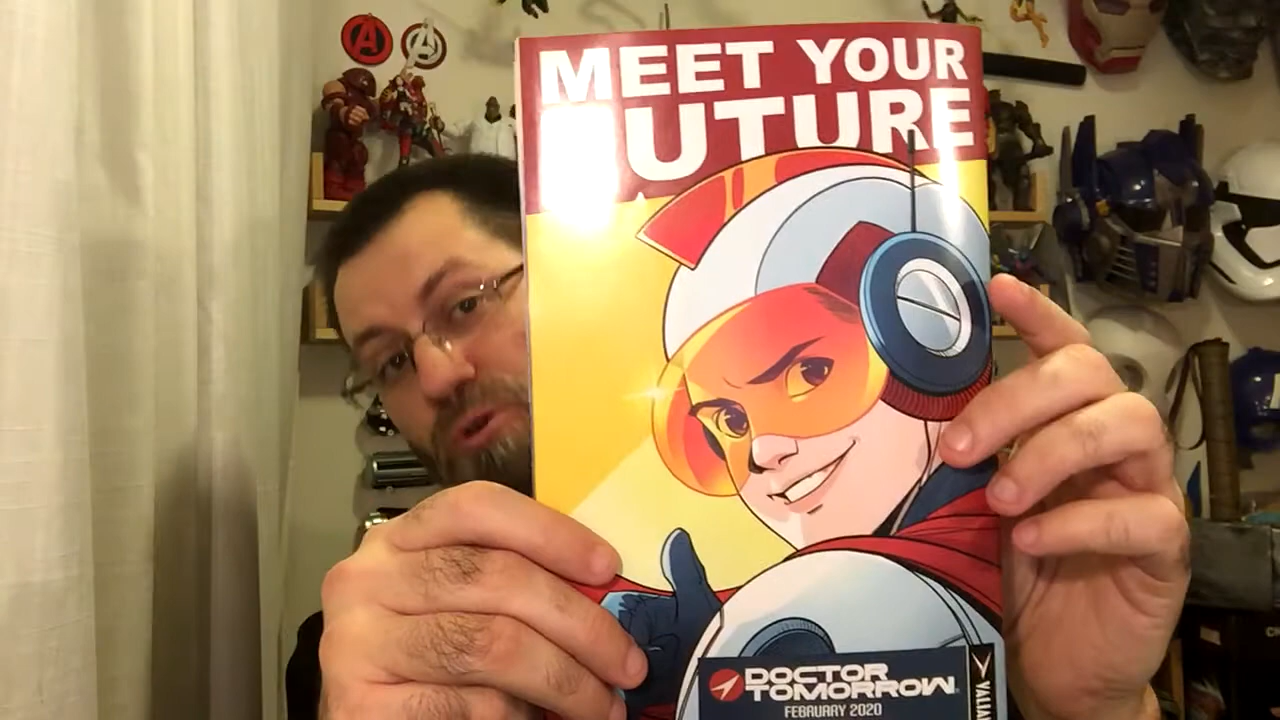 MEET YOUR
FUTURE
DOCTOR
TOMORROW
FEBRUARY 2020